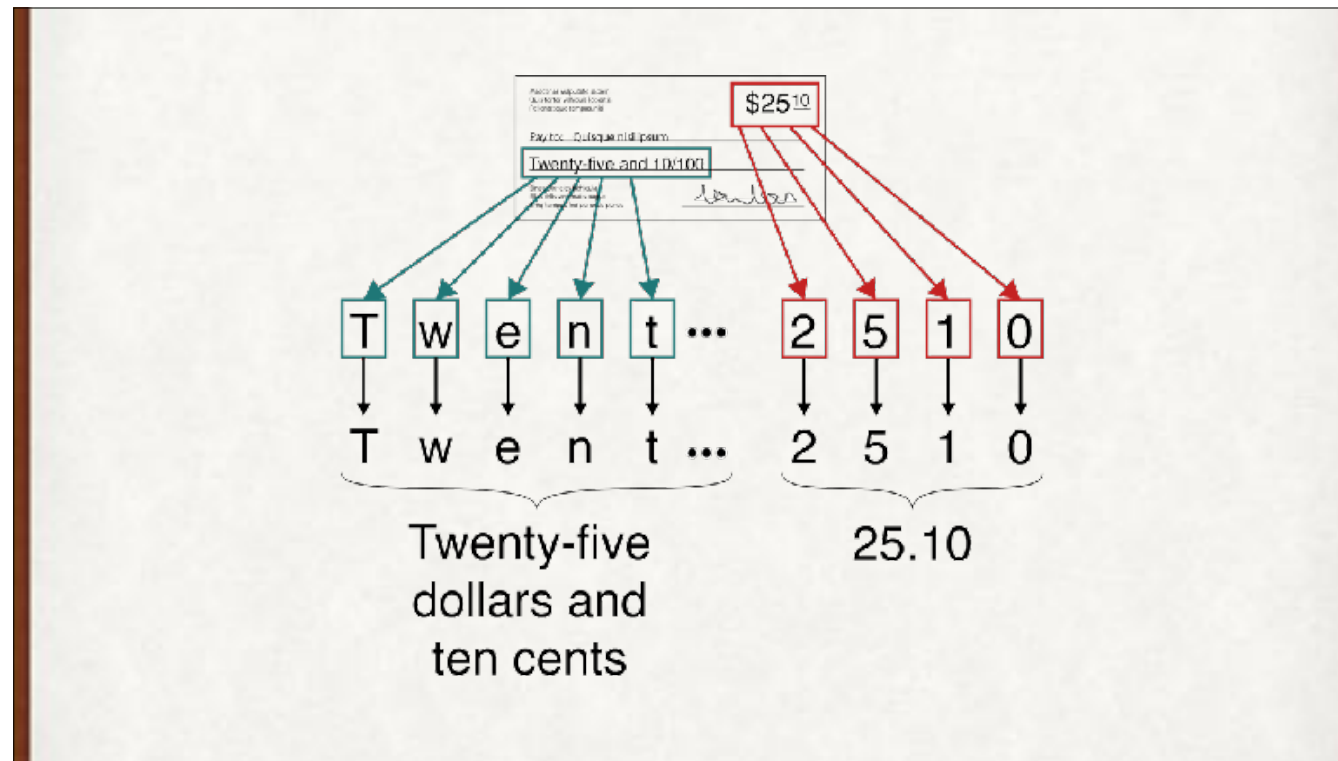 $25 10
Pay to: Quisque nisl ipsum
Twenty-five and 10/100
T w e n t ... 2 5 1 0
T w e n t ... 2 5 1 0
Twenty-five 25.10
dollars and
ten cents